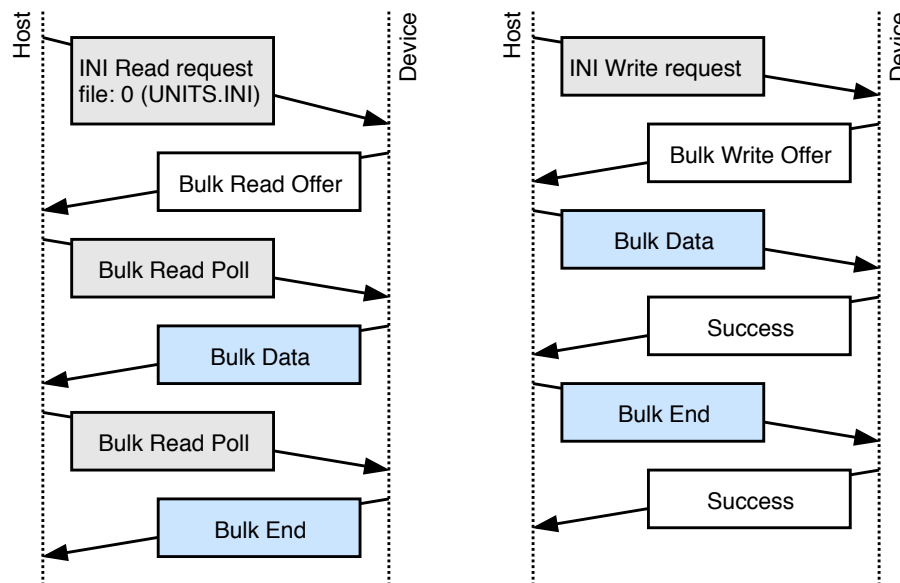 Host
Device
INI Read request
file: 0 (UNITS.INI)
Bulk Read Offer
Bulk Read Poll
Bulk Data
Bulk Read Poll
Bulk End
Host
Device
INI Write request
Bulk Write Offer
Bulk Data
Success
Bulk End
Success